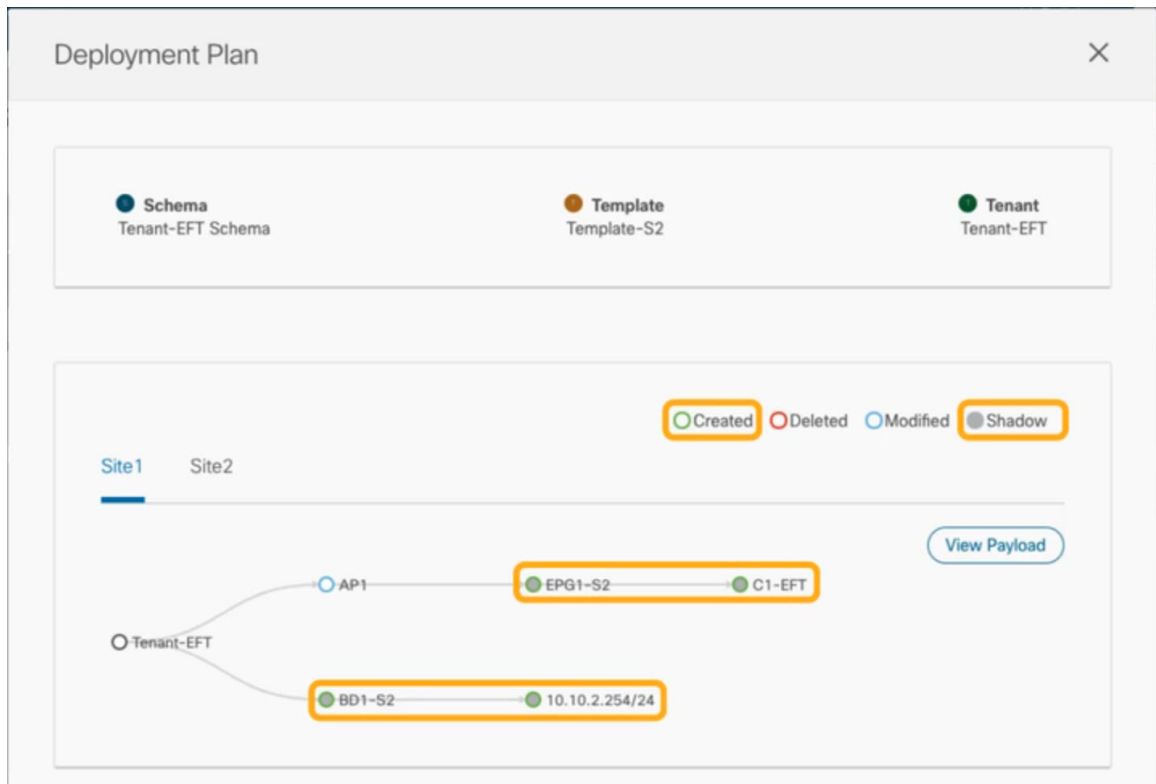 Deployment Plan
Schema
Tenant-EFT Schema
Template
Template-S2
Tenant
Tenant-EFT
Created Deleted Modified Shadow
Site1 Site2
View Payload
AP1 EPG1-S2 C1-EFT
Tenant-EFT
BD1-S2 10.10.2.254/24